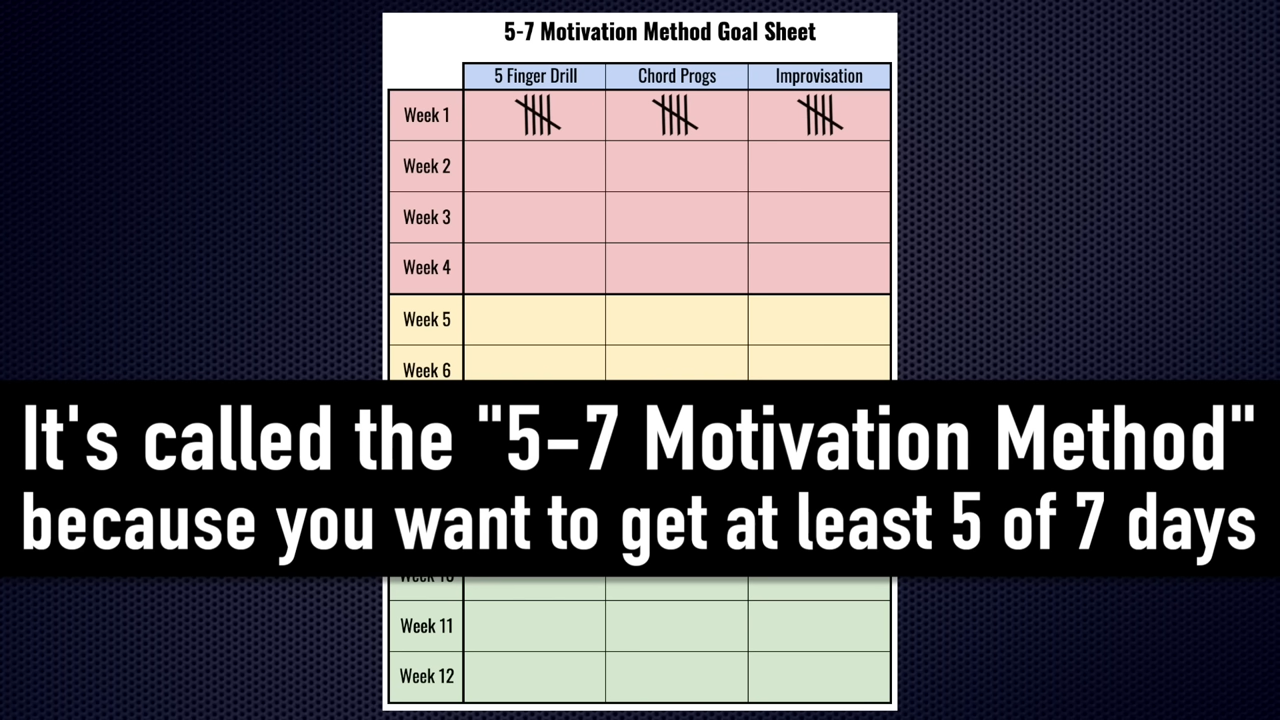 5-7 Motivation Method Goal Sheet
5 Finger Drill Chord Progs Improvisation
Week 1
Week 2
Week 3
Week 4
Week 5
Week 6
It's called the "5–7 Motivation Method"
because you want to get at least 5 of 7 days
Week 10
Week 11
Week 12